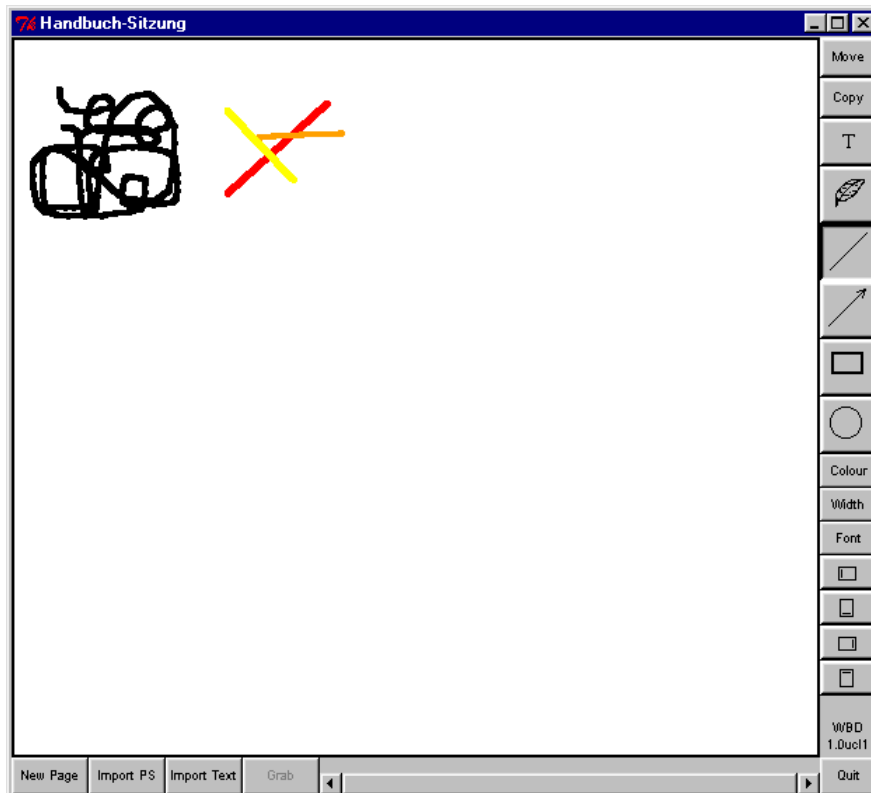 Handbuch-Sitzung
Move
Copy
T
Colour
Width
Font
WBD
1.0ucl1
New Page
Import PS
Import Text
Grab
Quit